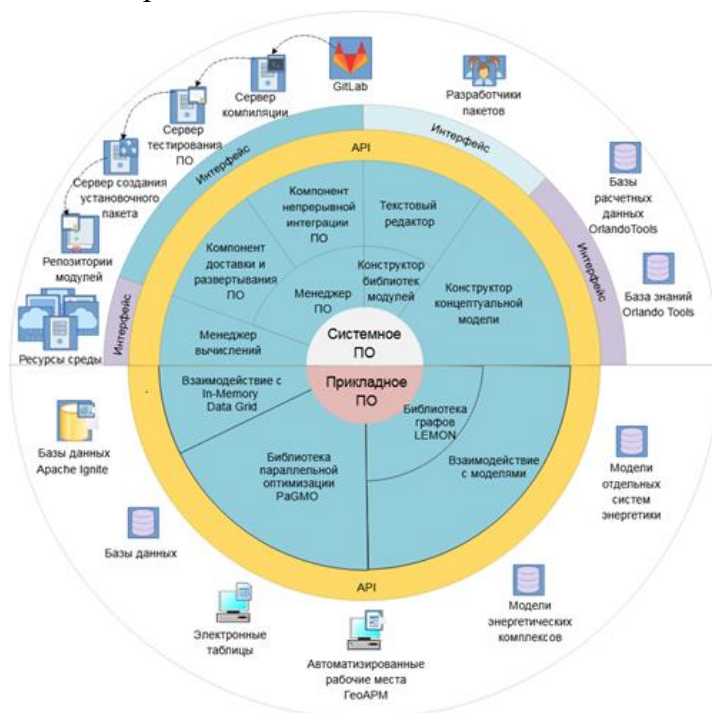 GitLab
Сервер
компиляции
Сервер
тестирования
ПО
Сервер создания
установочного
пакета
Репозитории
модулей
Ресурсы среды
Разработчики
пакетов
Базы
расчетных
данных
OrlandoTools
База знаний
Orlando Tools
Интерфейс
Интерфейс
Интерфейс
Интерфейс
API
Компонент
непрерывной
интеграции
ПО
Текстовый
редактор
Компонент
доставки и
развертывания
ПО
Менеджер
ПО
Конструктор
библиотек
модулей
Конструктор
концептуальной
модели
Менеджер
вычислений
Системное
ПО
Прикладное
ПО
Взаимодействие с
In-Memory
Data Grid
Библиотека
графов
LEMON
Библиотека
параллельной
оптимизации
PaGMO
Взаимодействие
с моделями
API
Базы данных
Apache Ignite
Базы данных
Электронные
таблицы
Автоматизированные
рабочие места
ГеоАРМ
Модели
энергетических
комплексов
Модели
отдельных
систем
энергетики